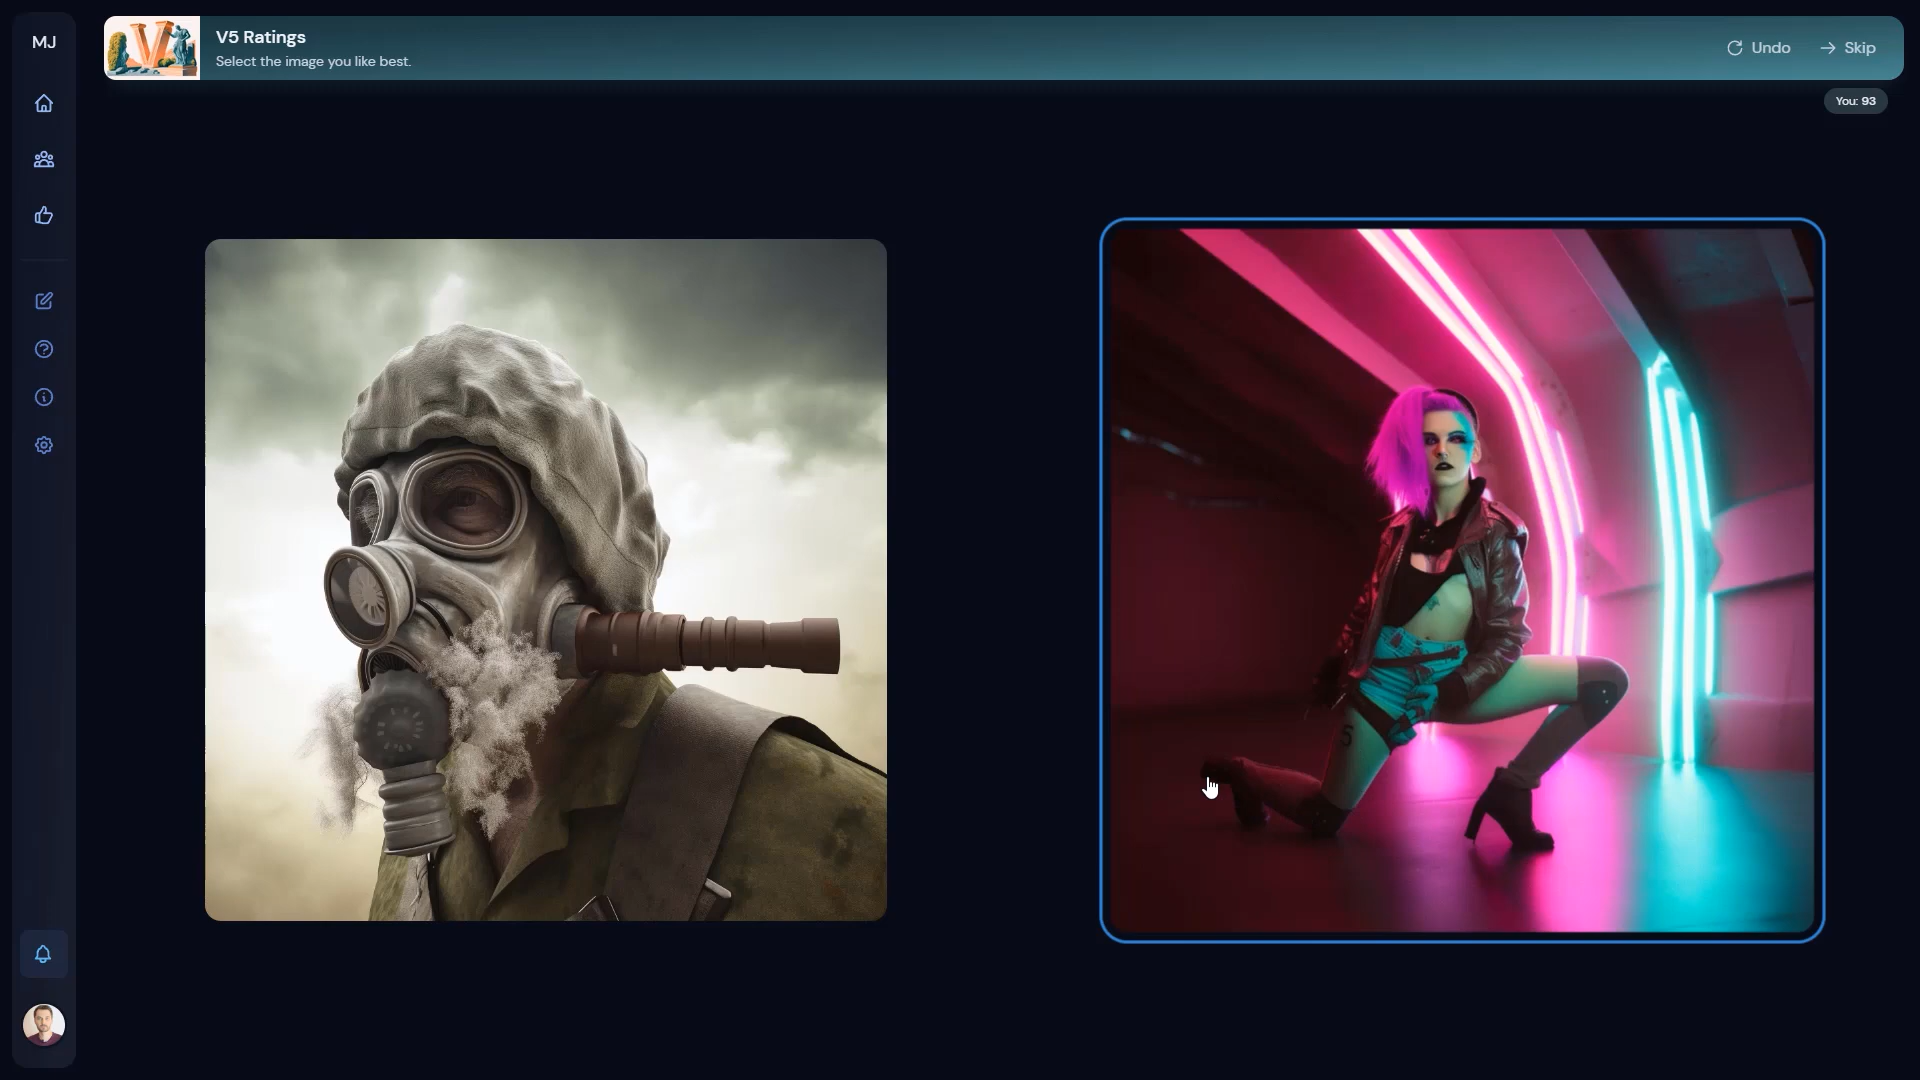 MJ
V5 Ratings
Select the image you like best.
Undo
Skip
You: 93